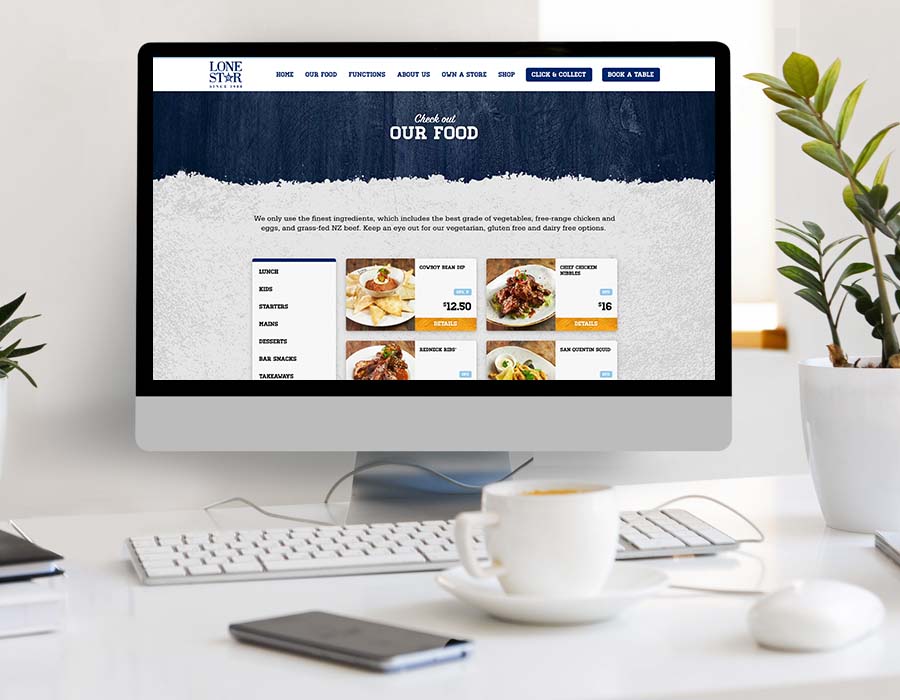 LONE
STAR
SINCE 1988
HOME OUR FOOD FUNCTIONS ABOUT US OWN A STORE SHOP CLICK & COLLECT BOOK A TABLE
Check out
OUR FOOD
We only use the finest ingredients, which includes the best grade of vegetables, free-range chicken and
eggs, and grass-fed NZ beef. Keep an eye out for our vegetarian, gluten free and dairy free options.
LUNCH
KIDS
STARTERS
MAINS
DESSERTS
BAR SNACKS
TAKEAWAYS
COWBOY BEAN DIP
$12.50
DETAILS
CHIEF CHICKEN
NIBBLES
$16
DETAILS
REDNECK RIBS
SAN QUENTIN SQUID